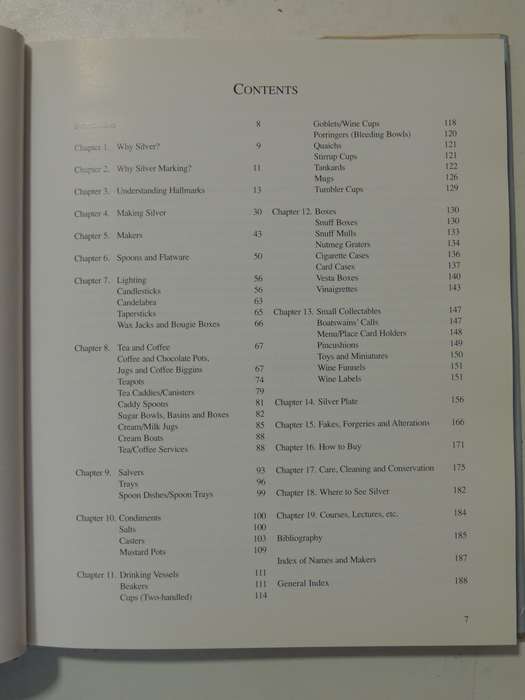 CONTENTS
8
Chapter 1. Why Silver? 9
Chapter 2. Why Silver Marking? 11
Chapter 3. Understanding Hallmarks 13
Chapter 4. Making Silver 30
Chapter 5. Makers 43
Chapter 6. Spoons and Flatware 50
Chapter 7. Lighting 56
Candlesticks 56
Candelabra 63
Tapersticks 65
Wax Jacks and Bougie Boxes 66
Chapter 8. Tea and Coffee 67
Coffee and Chocolate Pots,
Jugs and Coffee Biggins 67
Teapots 74
Tea Caddies/Canisters 79
Caddy Spoons 81
Sugar Bowls, Basins and Boxes 82
Cream/Milk Jugs 85
Cream Boats 88
Tea/Coffee Services 88
Chapter 9. Salvers 93
Trays 96
Spoon Dishes/Spoon Trays 99
Chapter 10. Condiments 100
Salts 100
Casters 103
Mustard Pots 109
Chapter 11. Drinking Vessels 111
Beakers 111
Cups (Two-handled) 114
Goblets/Wine Cups 118
Porringers (Bleeding Bowls) 120
Quaichs 121
Stirrup Cups 121
Tankards 122
Mugs 126
Tumbler Cups 129
Chapter 12. Boxes 130
Snuff Boxes 130
Snuff Mulls 133
Nutmeg Graters 134
Cigarette Cases 136
Card Cases 137
Vesta Boxes 140
Vinaigrettes 143
Chapter 13. Small Collectables 147
Boatswains' Calls 147
Menu/Place Card Holders 148
Pincushions 149
Toys and Miniatures 150
Wine Funnels 151
Wine Labels 151
Chapter 14. Silver Plate 156
Chapter 15. Fakes, Forgeries and Alterations 166
Chapter 16. How to Buy 171
Chapter 17. Care, Cleaning and Conservation 175
Chapter 18. Where to See Silver 182
Chapter 19. Courses, Lectures, etc. 184
Bibliography 185
Index of Names and Makers 187
General Index 188
7